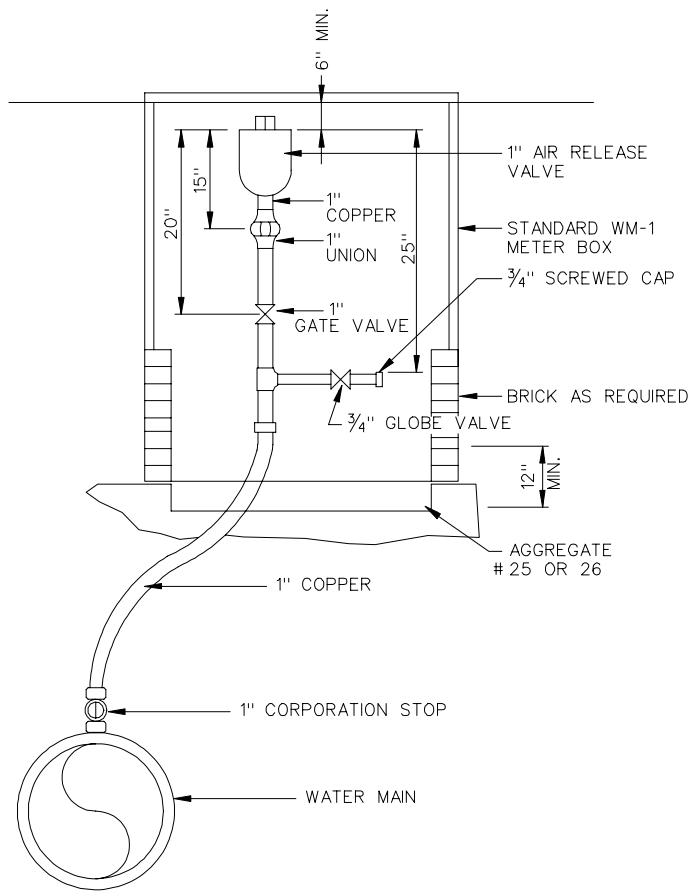 6" MIN.
1" AIR RELEASE
VALVE
15"
20"
1"
COPPER
25"
STANDARD WM-1
METER BOX
1"
UNION
3/4" SCREWED CAP
1"
GATE VALVE
BRICK AS REQUIRED
3/4" GLOBE VALVE
12"
MIN.
AGGREGATE
# 25 OR 26
1" COPPER
1" CORPORATION STOP
WATER MAIN